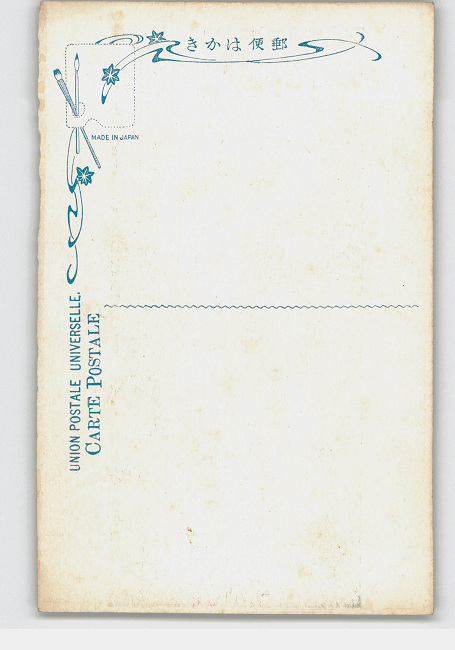 きかは便郵
MADE IN JAPAN
UNION POSTALE UNIVERSELLE.
CARTE POSTALE